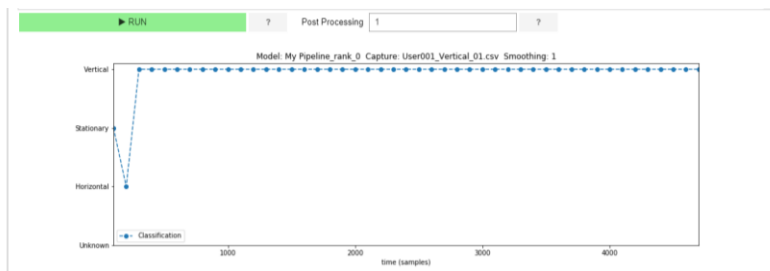 ▶ RUN ? Post Processing 1 ?
Model: My Pipeline_rank_0 Capture: User001_Vertical_01.csv Smoothing: 1
Vertical
Stationary
Horizontal
Unknown
Classification
1000 2000 3000 4000
time (samples)